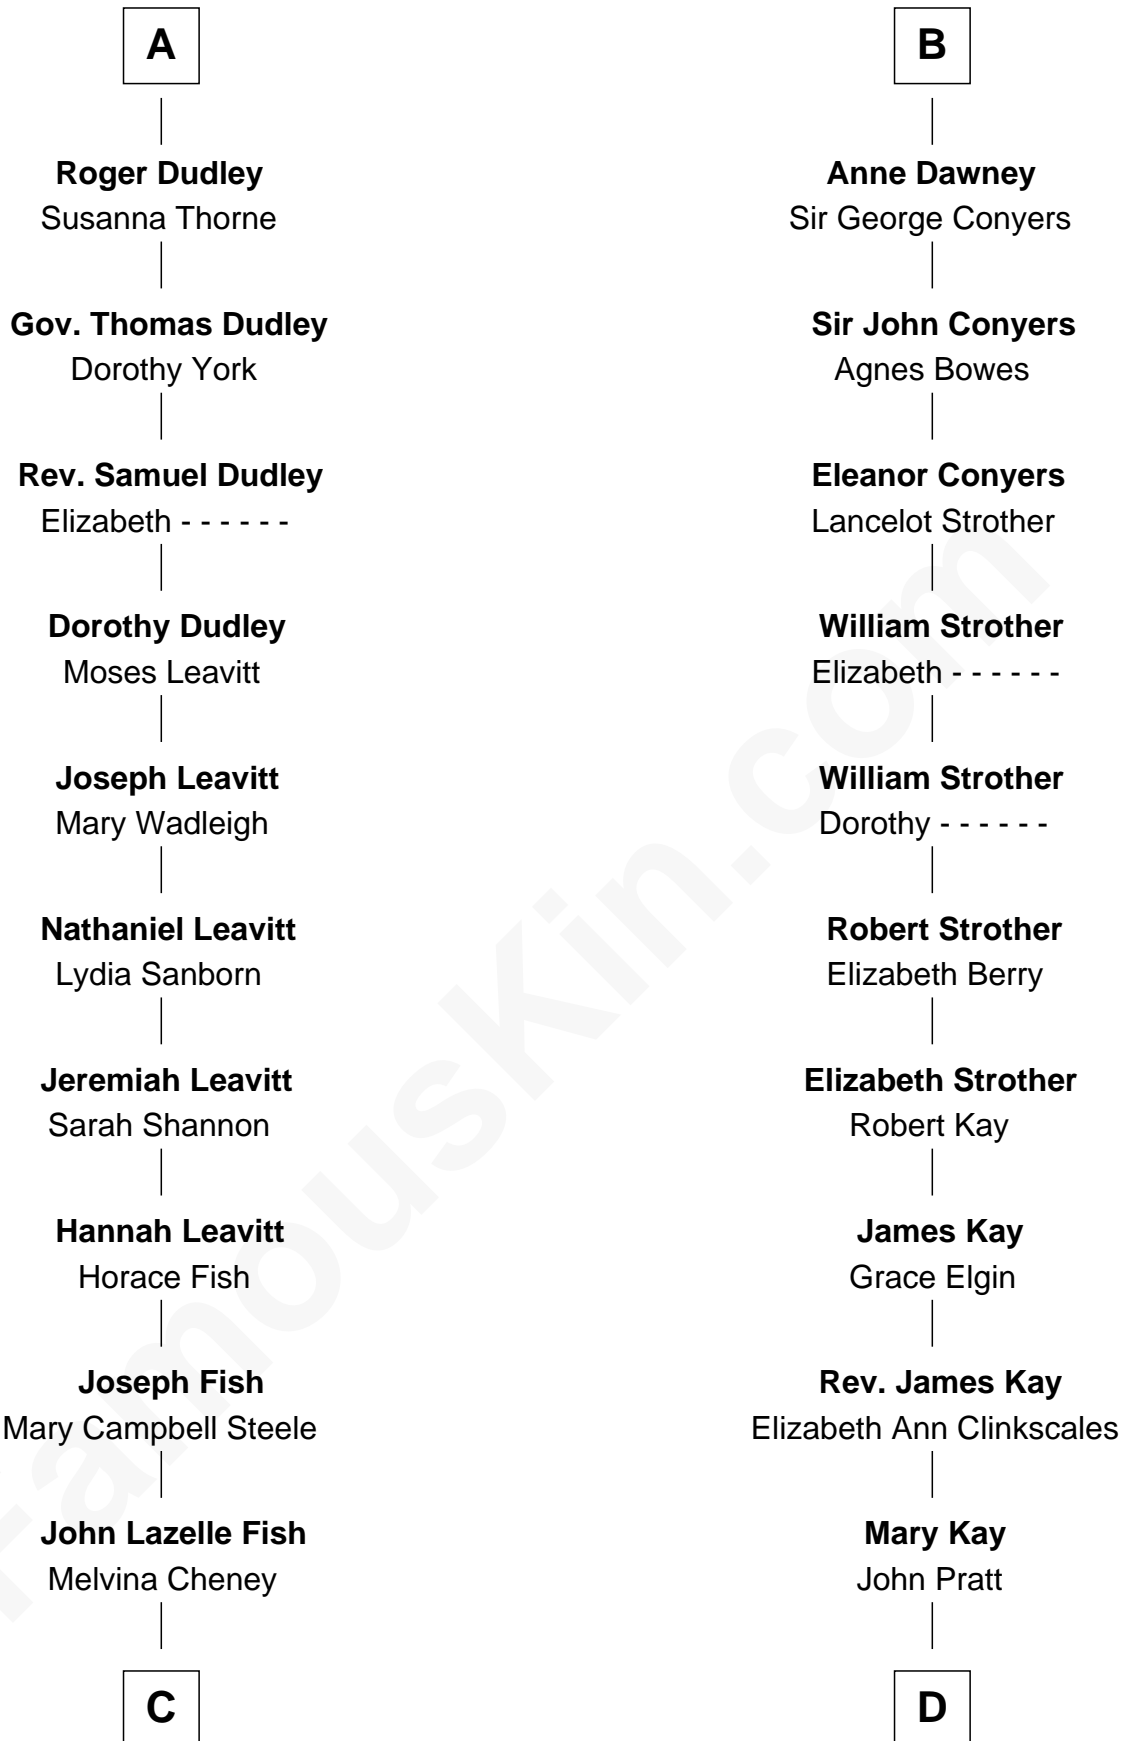 A
Roger Dudley
Susanna Thorne
Gov. Thomas Dudley
Dorothy York
Rev. Samuel Dudley
Elizabeth - - - - - -
Dorothy Dudley
Moses Leavitt
Joseph Leavitt
Mary Wadleigh
Nathaniel Leavitt
Lydia Sanborn
Jeremiah Leavitt
Sarah Shannon
Hannah Leavitt
Horace Fish
Joseph Fish
Mary Campbell Steele
John Lazelle Fish
Melvina Cheney
C
B
Anne Dawney
Sir George Conyers
Sir John Conyers
Agnes Bowes
Eleanor Conyers
Lancelot Strother
William Strother
Elizabeth - - - - - -
William Strother
Dorothy - - - - - -
Robert Strother
Elizabeth Berry
Elizabeth Strother
Robert Kay
James Kay
Grace Elgin
Rev. James Kay
Elizabeth Ann Clinkscales
Mary Kay
John Pratt
D
FamousKin.com